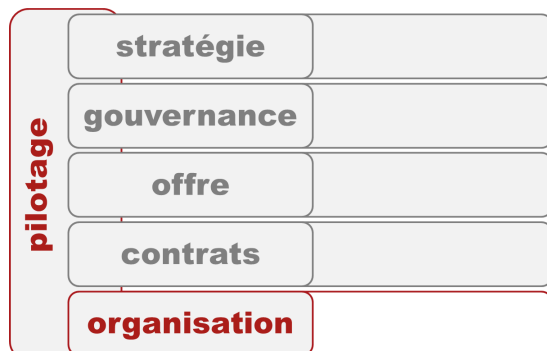 pilotage
stratégie
gouvernance
offre
contrats
organisation